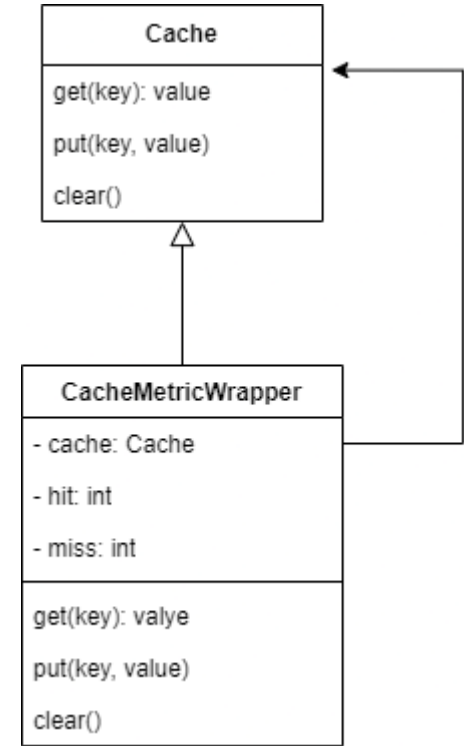 Cache
get(key): value
put(key, value)
clear()
CacheMetricWrapper
- cache: Cache
- hit: int
- miss: int
get(key): valye
put(key, value)
clear()